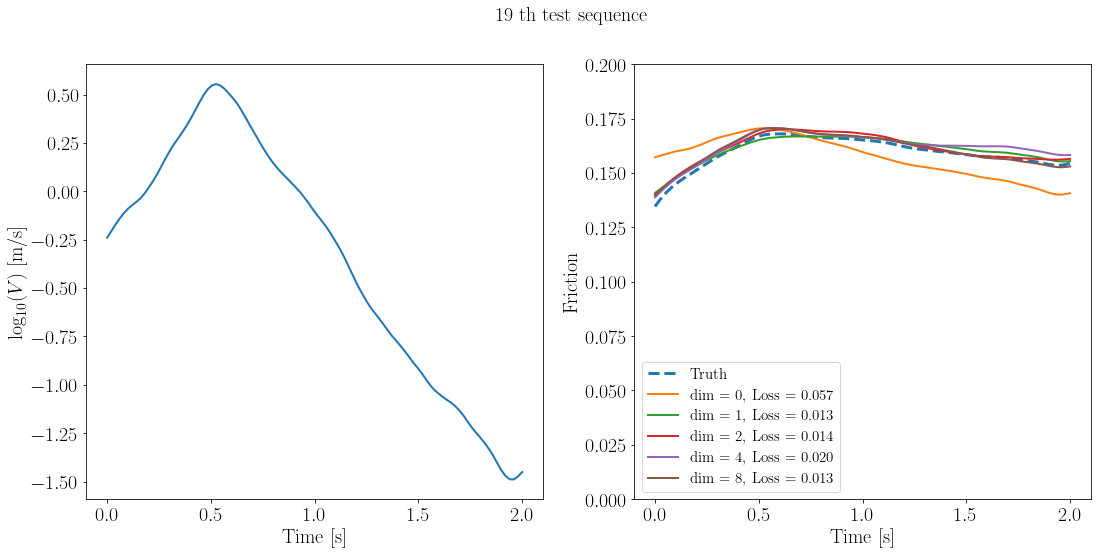 19 th test sequence
0.50
0.25
0.00
−0.25
−0.50
−0.75
−1.00
−1.25
−1.50
log10(V) [m/s]
0.0 0.5 1.0 1.5 2.0
Time [s]
0.200
0.175
0.150
0.125
0.100
0.075
0.050
0.025
0.000
Friction
Truth
dim = 0, Loss = 0.057
dim = 1, Loss = 0.013
dim = 2, Loss = 0.014
dim = 4, Loss = 0.020
dim = 8, Loss = 0.013
0.0 0.5 1.0 1.5 2.0
Time [s]